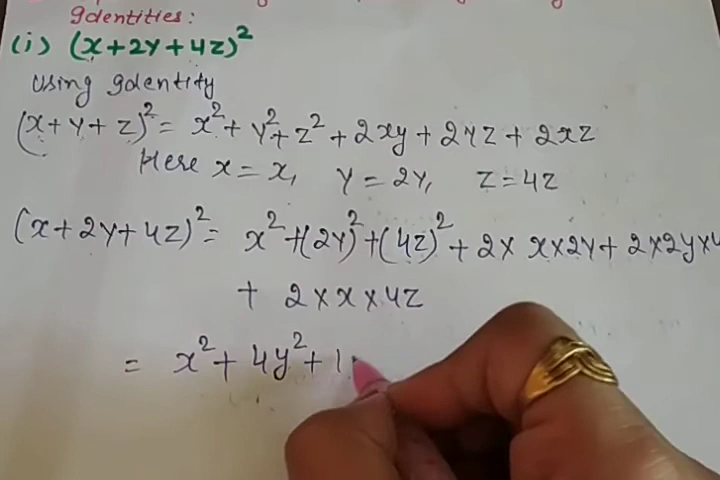 Identities:
(i) (x+2y+4z)²
Using Identity
(x+y+z)² = x² + y² + z² + 2xy + 2yz + 2xz
Here x = x, y = 2y, z = 4z
(x+2y+4z)² = x² + (2y)² + (4z)² + 2 × x × 2y + 2 × 2y × 4
+ 2 × x × 4z
= x² + 4y² + 1